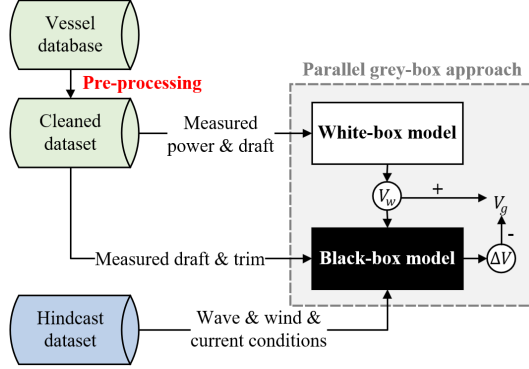 Vessel
database
Pre-processing
Parallel grey-box approach
Cleaned
dataset
Measured
power & draft
White-box model
V_w
+
V_g
-
Measured draft & trim
Black-box model
ΔV
Hindcast
dataset
Wave & wind &
current conditions